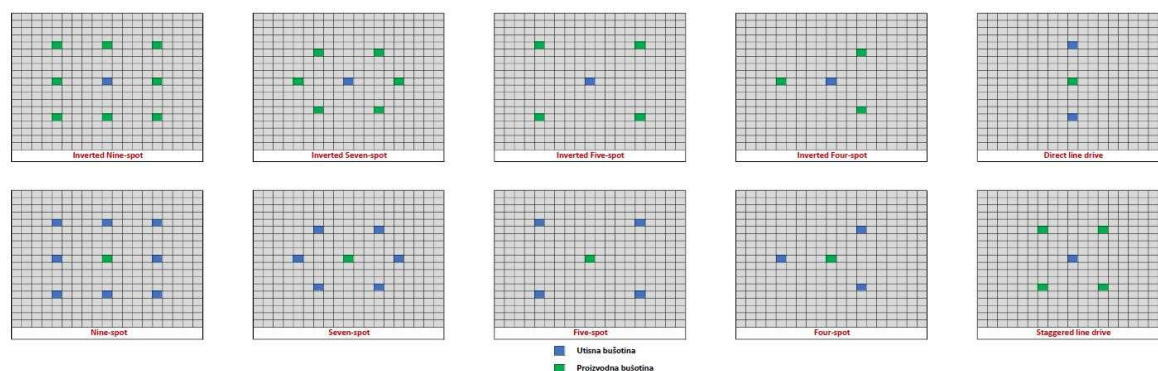 Inverted Nine-spot
Inverted Seven-spot
Inverted Five-spot
Inverted Four-spot
Direct line drive
Nine-spot
Seven-spot
Five-spot
Four-spot
Staggered line drive
Utisna bušotina
Proizvodna bušotina